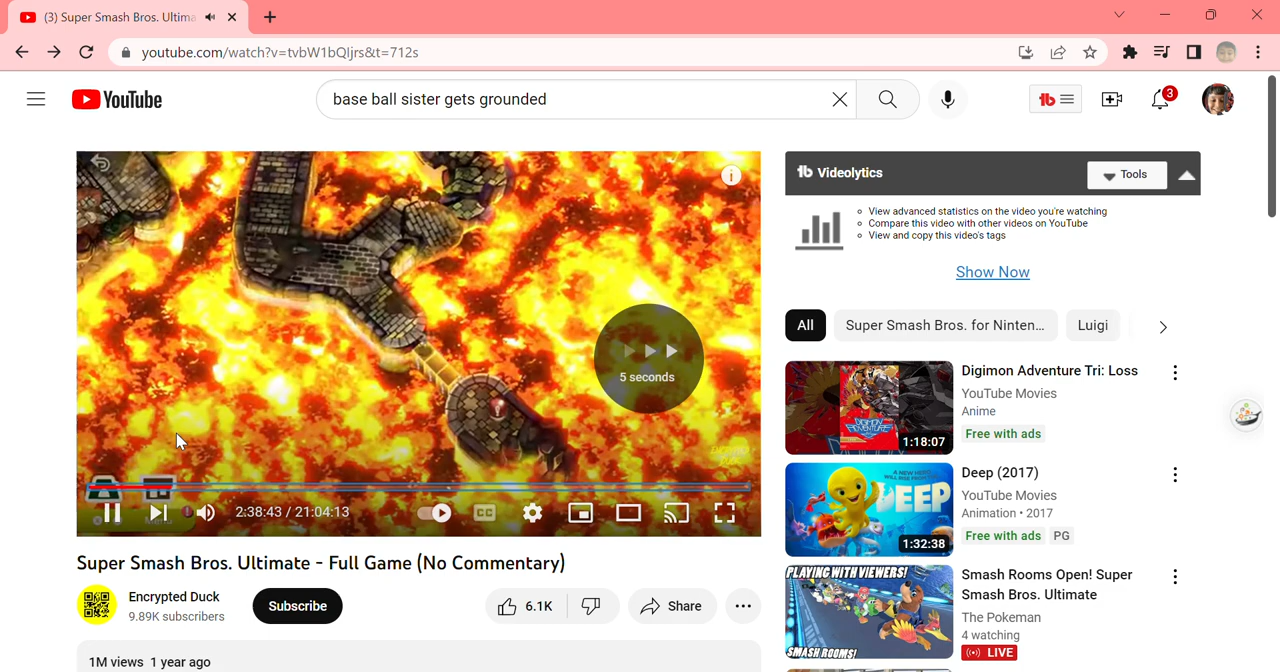 (3) Super Smash Bros. Ultima
youtube.com/watch?v=tvbW1bQljrs&t=712s
YouTube
base ball sister gets grounded
3
Videolytics
Tools
View advanced statistics on the video you're watching
Compare this video with other videos on YouTube
View and copy this video's tags
Show Now
All
Super Smash Bros. for Ninten...
Luigi
5 seconds
2:38:43 / 21:04:13
CC
Super Smash Bros. Ultimate - Full Game (No Commentary)
Encrypted Duck
9.89K subscribers
Subscribe
6.1K
Share
1M views 1 year ago
1:18:07
Digimon Adventure Tri: Loss
YouTube Movies
Anime
Free with ads
DEEP
1:32:38
Deep (2017)
YouTube Movies
Animation • 2017
Free with ads
PG
PLAYING WITH VIEWERS!
SMASH ROOMS!
Smash Rooms Open! Super
Smash Bros. Ultimate
The Pokeman
4 watching
LIVE